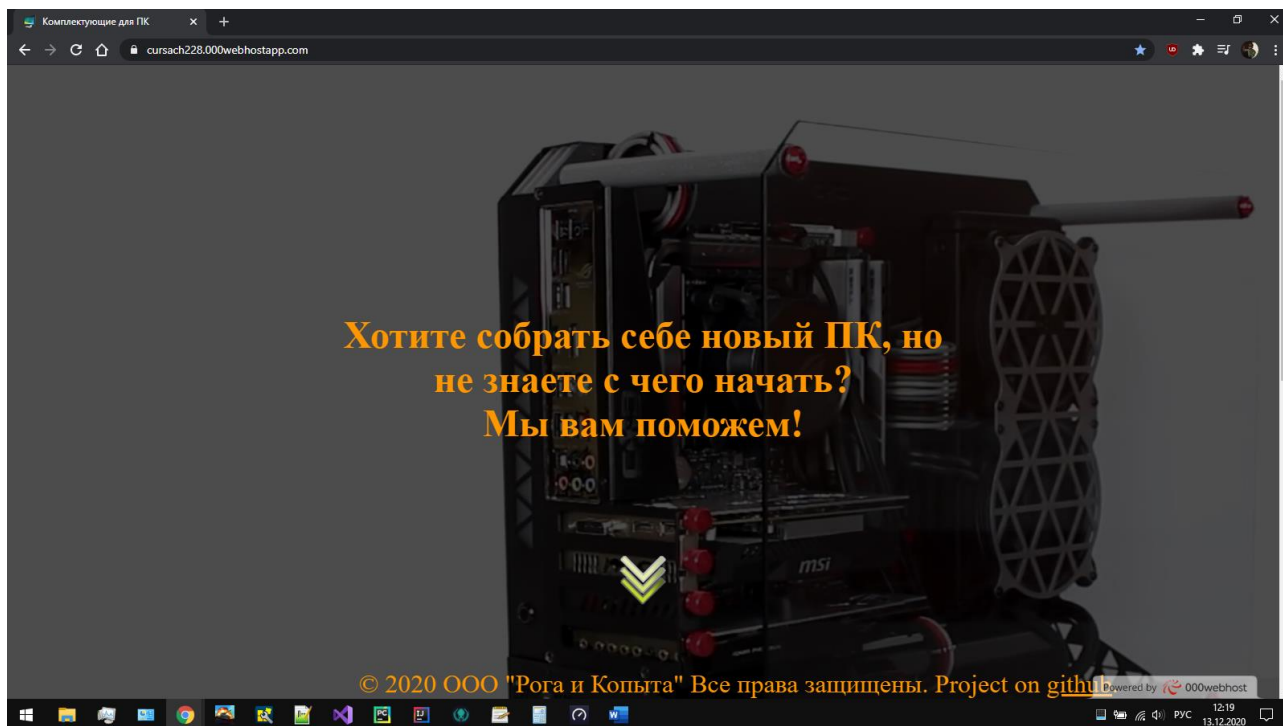 Комплектующие для ПК
cursach228.000webhostapp.com
Хотите собрать себе новый ПК, но
не знаете с чего начать?
Мы вам поможем!
msi
© 2020 ООО "Рога и Копыта" Все права защищены. Project on github
Powered by 000webhost
РУС
12:19
13.12.2020